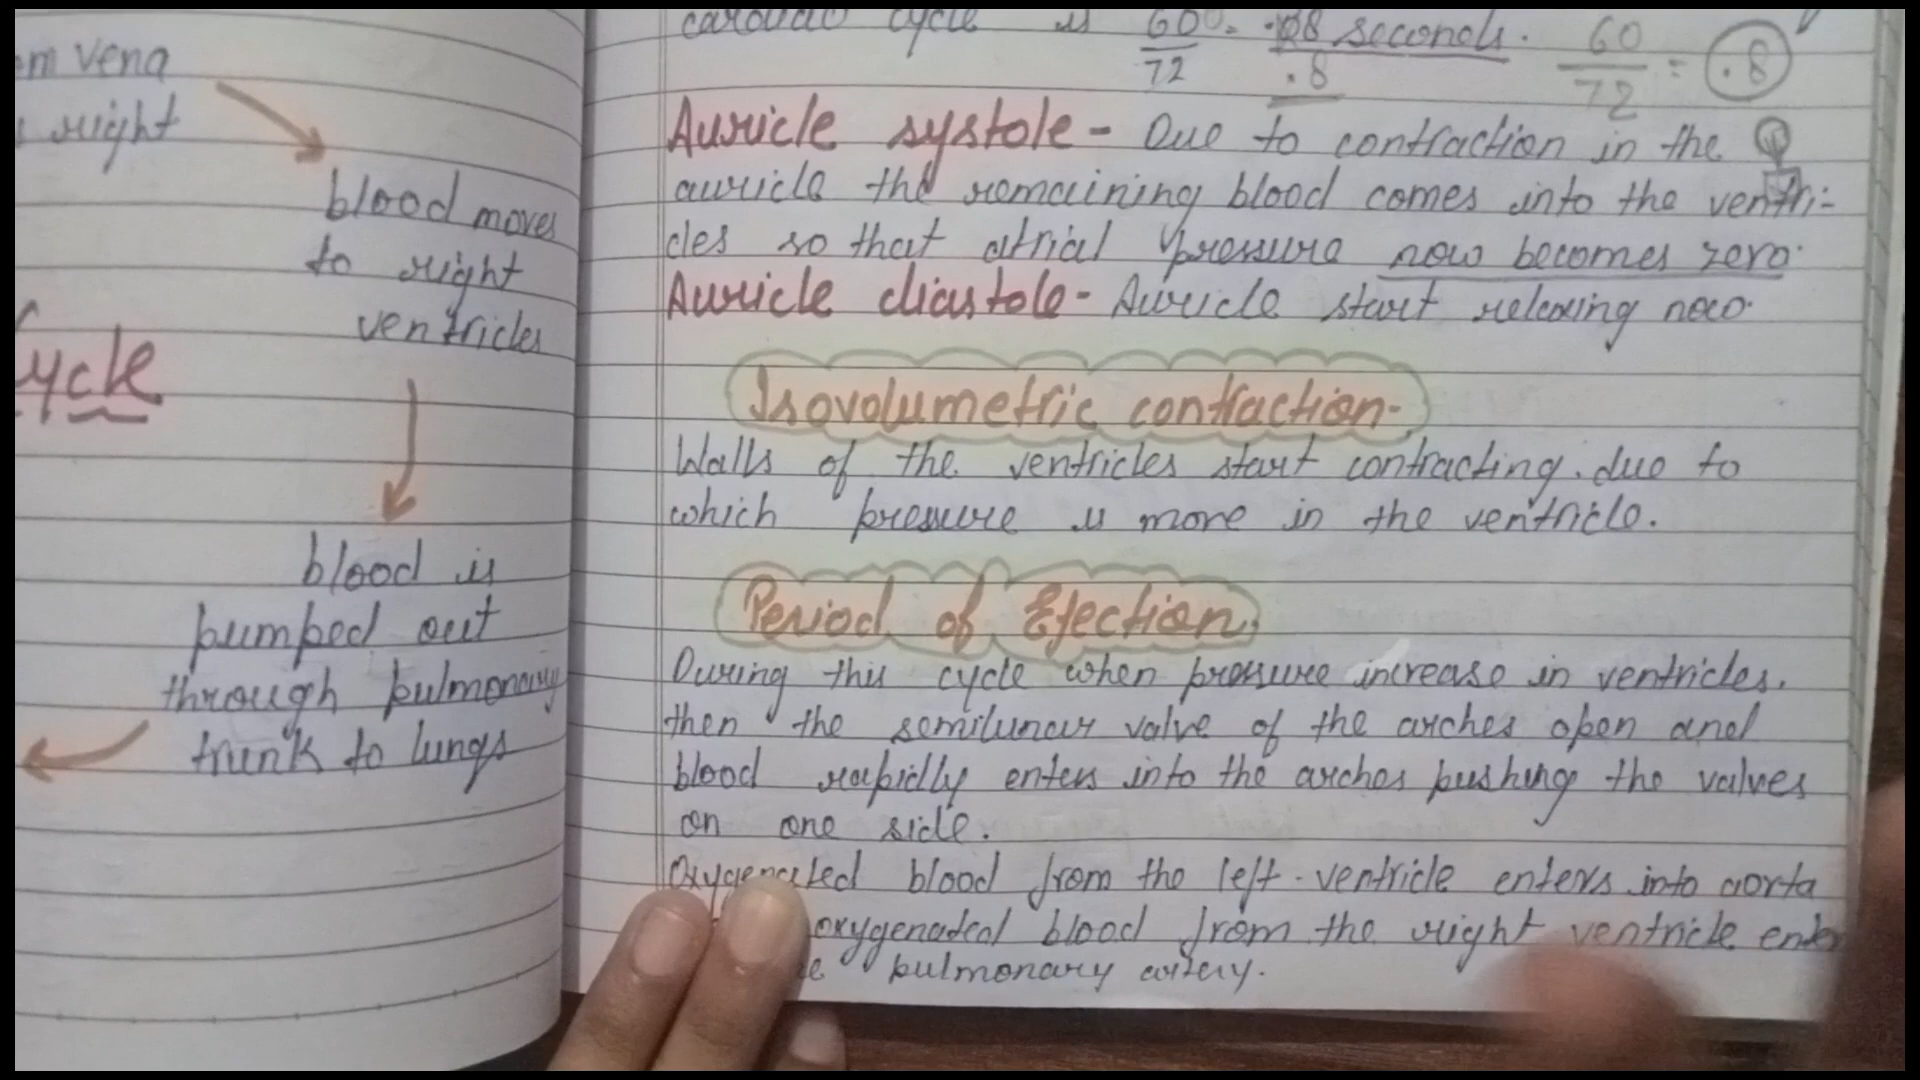 om vena
right
blood moves
to right
ventricles
ycle
blood is
pumped out
through pulmonary
trunk to lungs
cardiac cycle is 60/72 = .8 seconds. 60/72 = .8
.8
Auricle systole - Due to contraction in the
auricle the remaining blood comes into the ventri-
cles so that atrial pressure now becomes zero.
Auricle diastole - Auricle start relaxing now.
Isovolumetric contraction -
Walls of the ventricles start contracting. due to
which pressure is more in the ventricle.
Period of Ejection.
During this cycle when pressure increase in ventricles.
then the semilunar valve of the arches open and
blood rapidly enters into the arches pushing the valves
on one side.
Oxygenated blood from the left ventricle enters into aorta
oxygenated blood from the right ventricle enter
pulmonary artery.